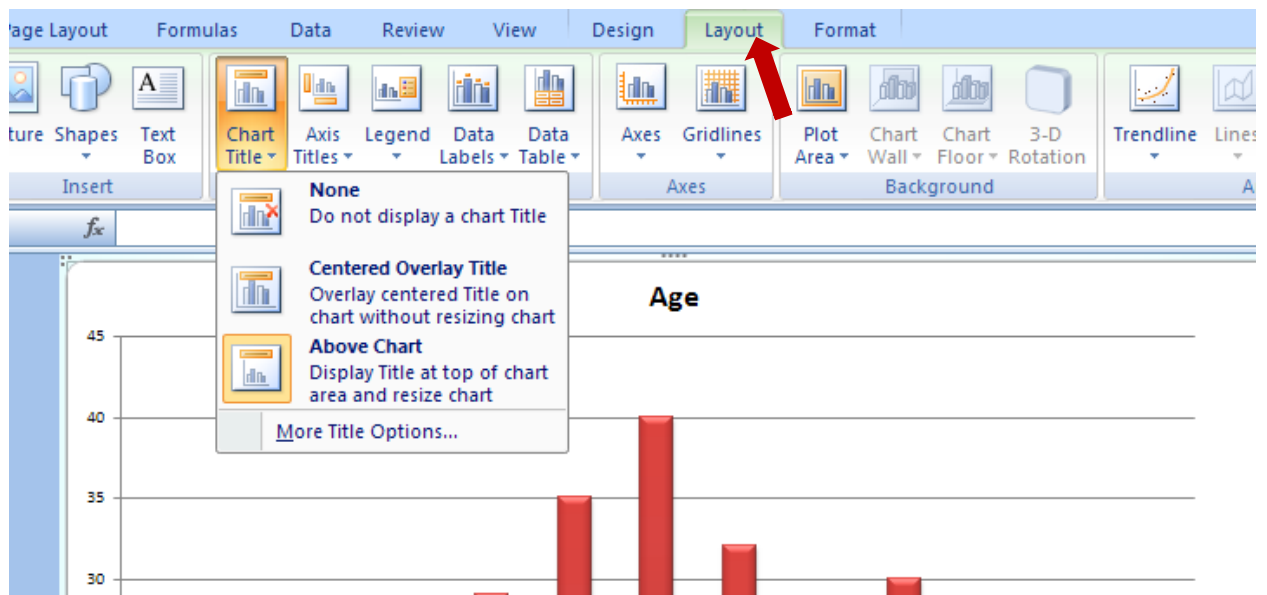 Page Layout Formulas Data Review View Design Layout Format
A
ture Shapes Text Box Chart Title Axis Titles Legend Data Labels Data Table Axes Gridlines Plot Area Chart Wall Chart Floor 3-D Rotation Trendline Lines
Insert Axes Background A
fx
None
Do not display a chart Title
Centered Overlay Title
Overlay centered Title on
chart without resizing chart
Above Chart
Display Title at top of chart
area and resize chart
More Title Options...
Age
45
40
35
30